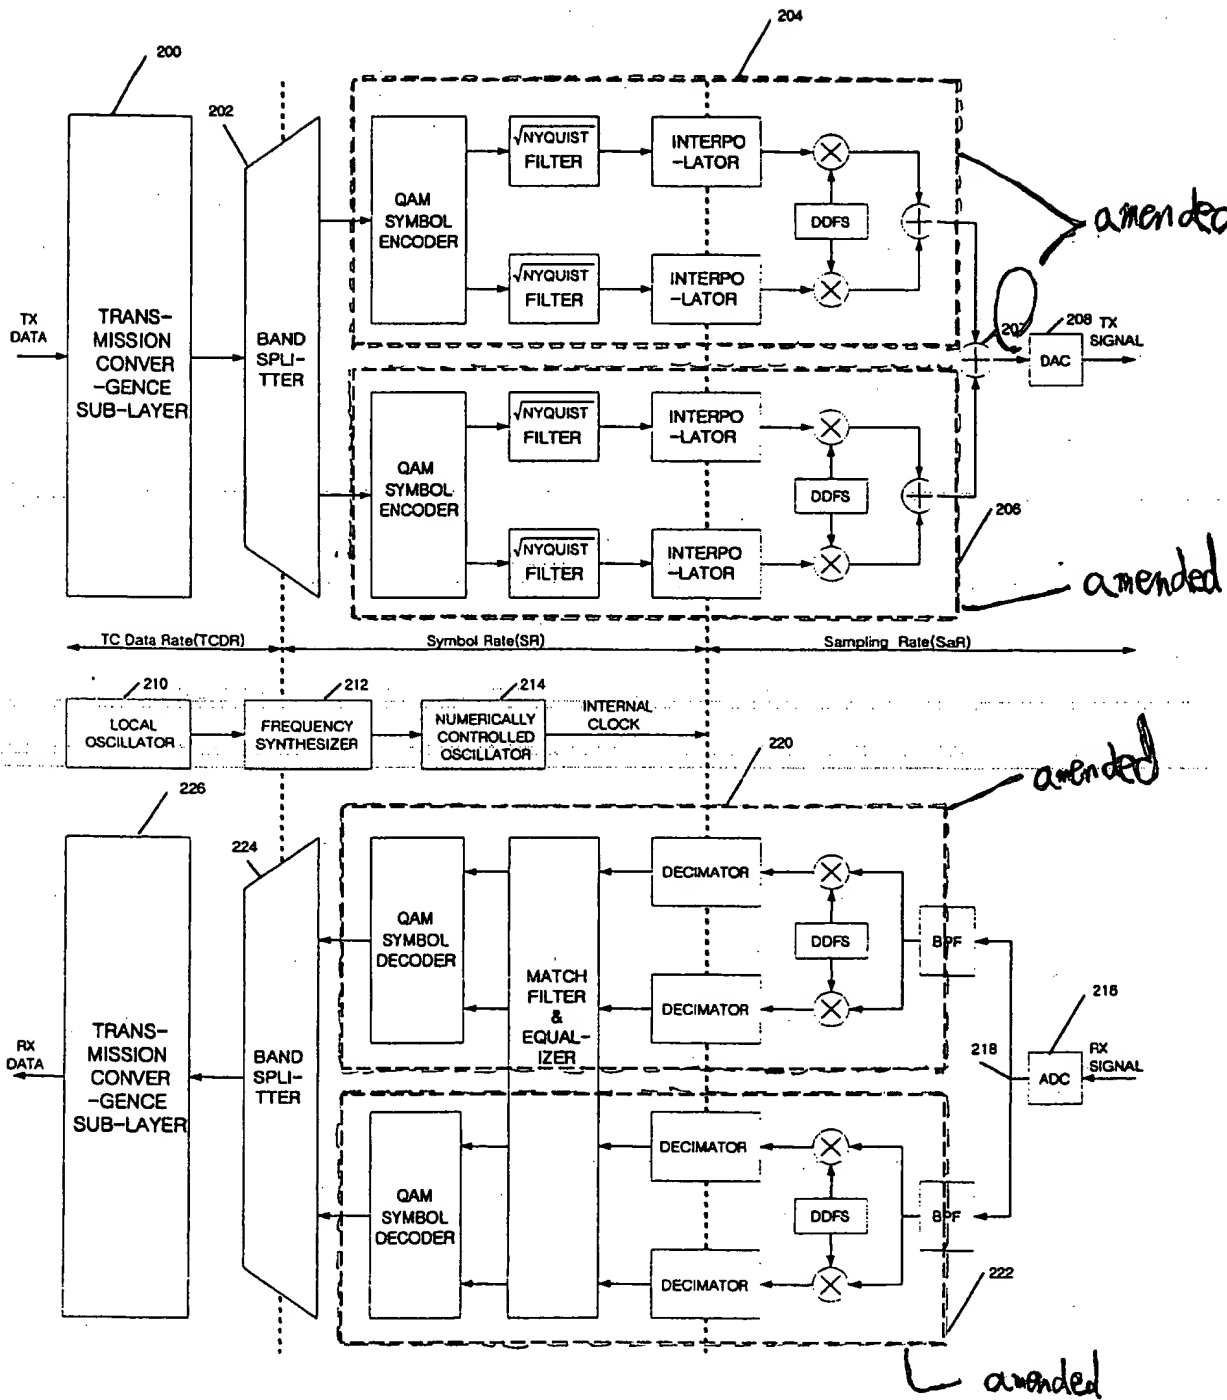 204
200
202
√NYQUIST
FILTER
INTERPO
-LATOR
QAM
SYMBOL
ENCODER
DDFS
amended
√NYQUIST
FILTER
INTERPO
-LATOR
TX
DATA
TRANS-
MISSION
CONVER
-GENCE
SUB-LAYER
BAND
SPLI-
TTER
207
208
TX
SIGNAL
DAC
√NYQUIST
FILTER
INTERPO
-LATOR
QAM
SYMBOL
ENCODER
DDFS
206
√NYQUIST
FILTER
INTERPO
-LATOR
amended
TC Data Rate(TCDR)
Symbol Rate(SR)
Sampling Rate(SaR)
210
212
214
LOCAL
OSCILLATOR
FREQUENCY
SYNTHESIZER
NUMERICALLY
CONTROLLED
OSCILLATOR
INTERNAL
CLOCK
220
amended
226
224
DECIMATOR
QAM
SYMBOL
DECODER
DDFS
BPF
MATCH
FILTER
&
EQUAL-
IZER
DECIMATOR
216
218
RX
SIGNAL
ADC
RX
DATA
TRANS-
MISSION
CONVER
-GENCE
SUB-LAYER
BAND
SPLI-
TTER
DECIMATOR
QAM
SYMBOL
DECODER
DDFS
BPF
DECIMATOR
222
amended